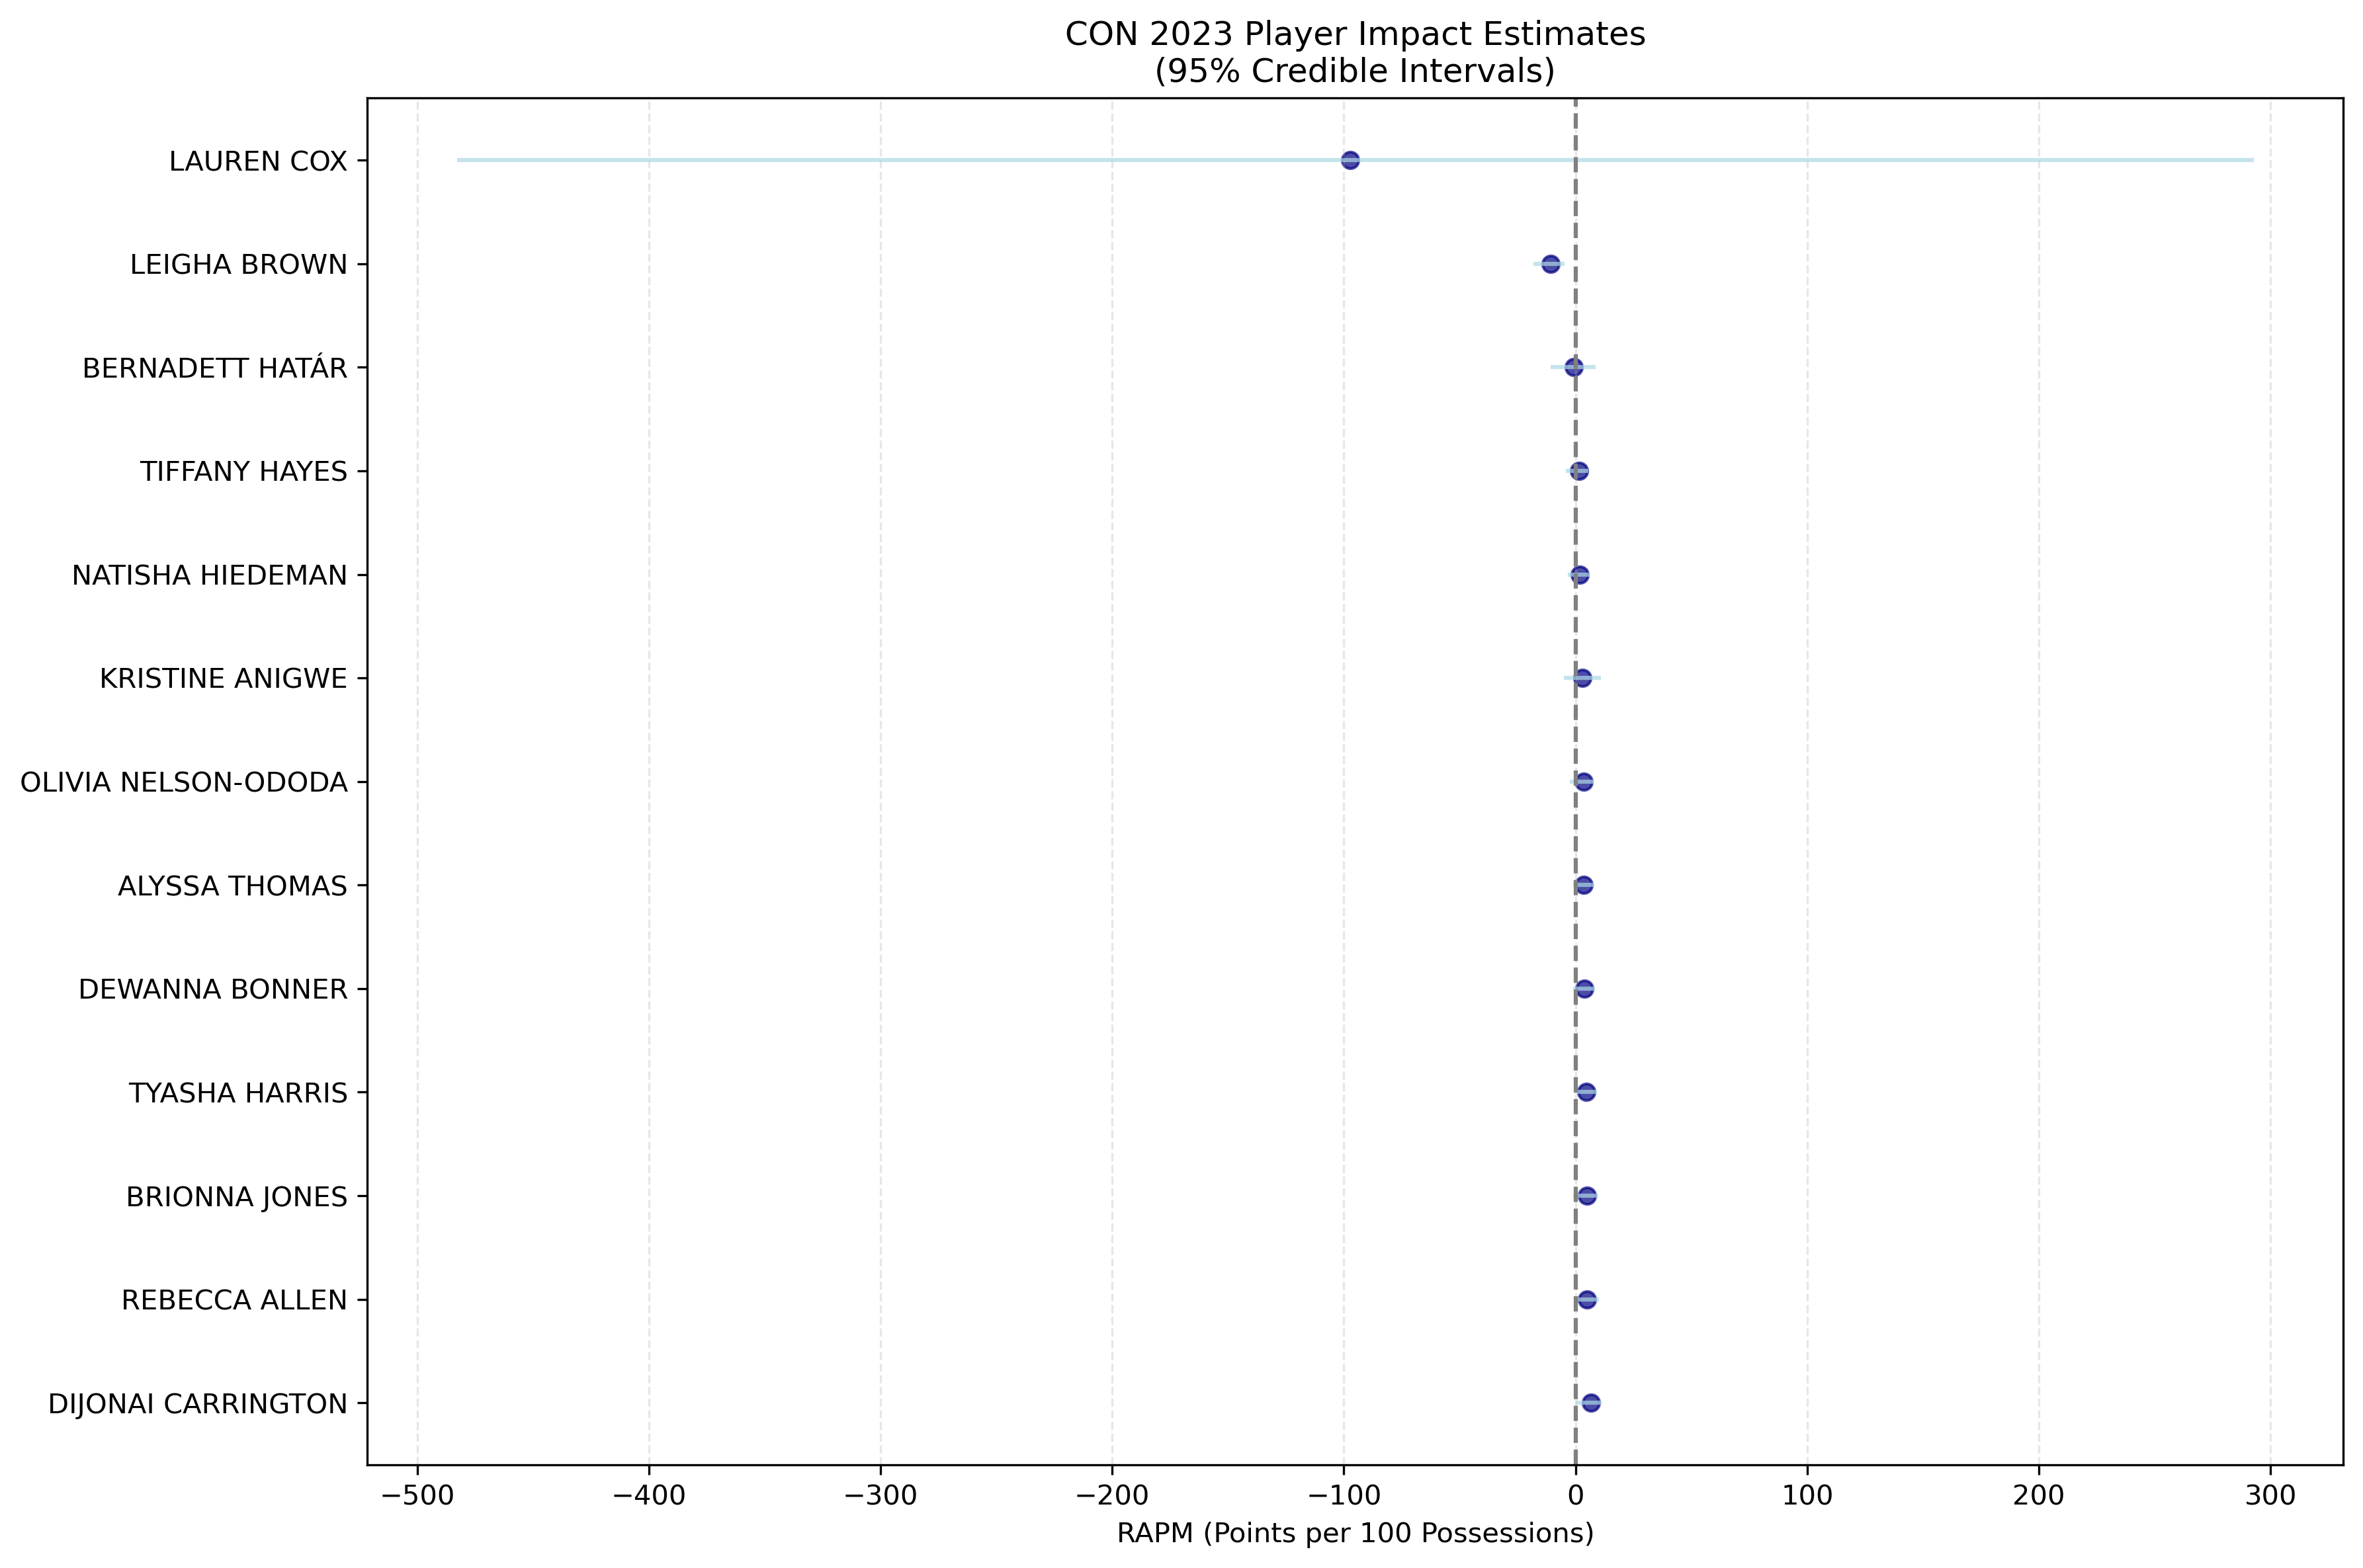 CON 2023 Player Impact Estimates
(95% Credible Intervals)
LAUREN COX
LEIGHA BROWN
BERNADETT HATÁR
TIFFANY HAYES
NATISHA HIEDEMAN
KRISTINE ANIGWE
OLIVIA NELSON-ODODA
ALYSSA THOMAS
DEWANNA BONNER
TYASHA HARRIS
BRIONNA JONES
REBECCA ALLEN
DIJONAI CARRINGTON
−500 −400 −300 −200 −100 0 100 200 300
RAPM (Points per 100 Possessions)